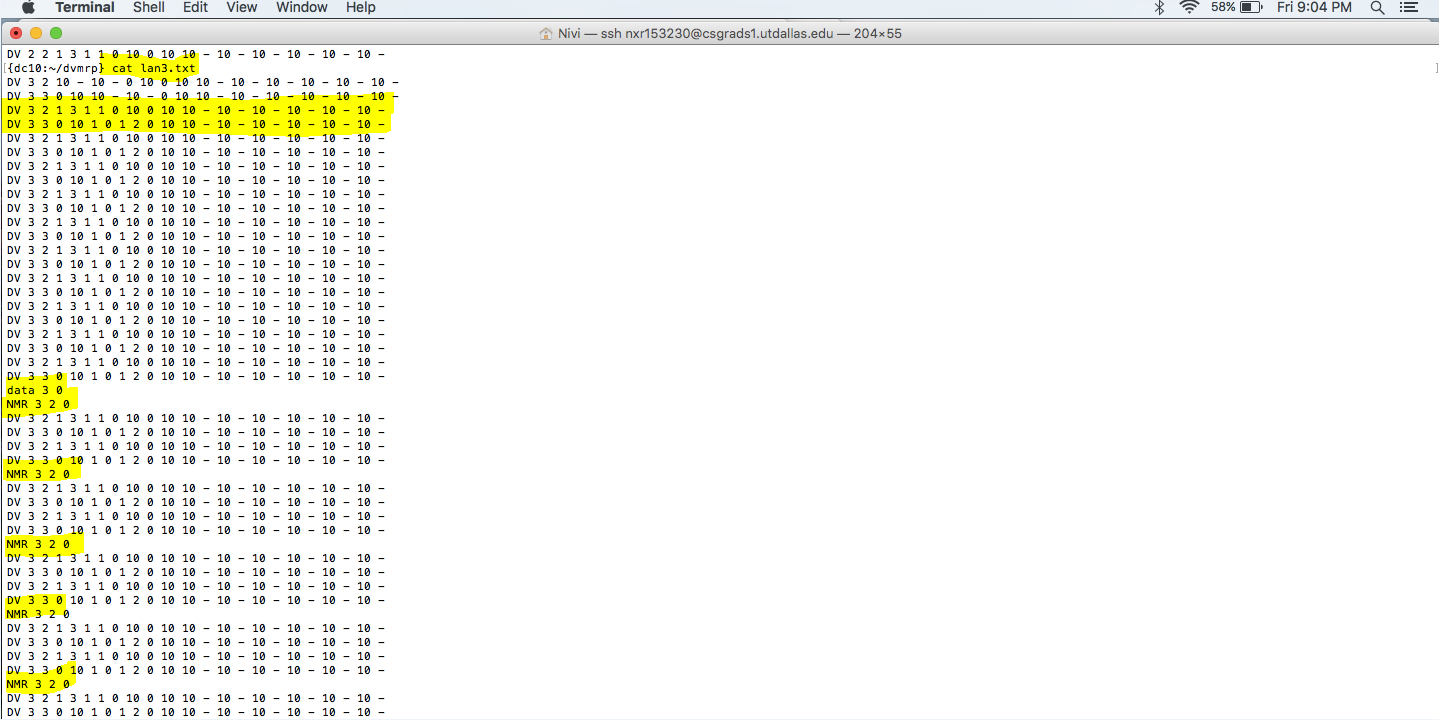 Terminal Shell Edit View Window Help 58% Fri 9:04 PM
Nivi — ssh nxr153230@csgrads1.utdallas.edu — 204×55
DV 2 2 1 3 1 1 0 10 0 10 10 - 10 - 10 - 10 - 10 - 10 -
[{dc10:~/dvmrp} cat lan3.txt ]
DV 3 2 10 - 10 - 0 10 0 10 10 - 10 - 10 - 10 - 10 - 10 -
DV 3 3 0 10 10 - 10 - 0 10 10 - 10 - 10 - 10 - 10 - 10 -
DV 3 2 1 3 1 1 0 10 0 10 10 - 10 - 10 - 10 - 10 - 10 -
DV 3 3 0 10 1 0 1 2 0 10 10 - 10 - 10 - 10 - 10 - 10 -
DV 3 2 1 3 1 1 0 10 0 10 10 - 10 - 10 - 10 - 10 - 10 -
DV 3 3 0 10 1 0 1 2 0 10 10 - 10 - 10 - 10 - 10 - 10 -
DV 3 2 1 3 1 1 0 10 0 10 10 - 10 - 10 - 10 - 10 - 10 -
DV 3 3 0 10 1 0 1 2 0 10 10 - 10 - 10 - 10 - 10 - 10 -
DV 3 2 1 3 1 1 0 10 0 10 10 - 10 - 10 - 10 - 10 - 10 -
DV 3 3 0 10 1 0 1 2 0 10 10 - 10 - 10 - 10 - 10 - 10 -
DV 3 2 1 3 1 1 0 10 0 10 10 - 10 - 10 - 10 - 10 - 10 -
DV 3 3 0 10 1 0 1 2 0 10 10 - 10 - 10 - 10 - 10 - 10 -
DV 3 2 1 3 1 1 0 10 0 10 10 - 10 - 10 - 10 - 10 - 10 -
DV 3 3 0 10 1 0 1 2 0 10 10 - 10 - 10 - 10 - 10 - 10 -
DV 3 2 1 3 1 1 0 10 0 10 10 - 10 - 10 - 10 - 10 - 10 -
DV 3 3 0 10 1 0 1 2 0 10 10 - 10 - 10 - 10 - 10 - 10 -
DV 3 2 1 3 1 1 0 10 0 10 10 - 10 - 10 - 10 - 10 - 10 -
DV 3 3 0 10 1 0 1 2 0 10 10 - 10 - 10 - 10 - 10 - 10 -
DV 3 2 1 3 1 1 0 10 0 10 10 - 10 - 10 - 10 - 10 - 10 -
DV 3 3 0 10 1 0 1 2 0 10 10 - 10 - 10 - 10 - 10 - 10 -
DV 3 2 1 3 1 1 0 10 0 10 10 - 10 - 10 - 10 - 10 - 10 -
DV 3 3 0 10 1 0 1 2 0 10 10 - 10 - 10 - 10 - 10 - 10 -
data 3 0
NMR 3 2 0
DV 3 2 1 3 1 1 0 10 0 10 10 - 10 - 10 - 10 - 10 - 10 -
DV 3 3 0 10 1 0 1 2 0 10 10 - 10 - 10 - 10 - 10 - 10 -
DV 3 2 1 3 1 1 0 10 0 10 10 - 10 - 10 - 10 - 10 - 10 -
DV 3 3 0 10 1 0 1 2 0 10 10 - 10 - 10 - 10 - 10 - 10 -
NMR 3 2 0
DV 3 2 1 3 1 1 0 10 0 10 10 - 10 - 10 - 10 - 10 - 10 -
DV 3 3 0 10 1 0 1 2 0 10 10 - 10 - 10 - 10 - 10 - 10 -
DV 3 2 1 3 1 1 0 10 0 10 10 - 10 - 10 - 10 - 10 - 10 -
DV 3 3 0 10 1 0 1 2 0 10 10 - 10 - 10 - 10 - 10 - 10 -
NMR 3 2 0
DV 3 2 1 3 1 1 0 10 0 10 10 - 10 - 10 - 10 - 10 - 10 -
DV 3 3 0 10 1 0 1 2 0 10 10 - 10 - 10 - 10 - 10 - 10 -
DV 3 2 1 3 1 1 0 10 0 10 10 - 10 - 10 - 10 - 10 - 10 -
DV 3 3 0 10 1 0 1 2 0 10 10 - 10 - 10 - 10 - 10 - 10 -
NMR 3 2 0
DV 3 2 1 3 1 1 0 10 0 10 10 - 10 - 10 - 10 - 10 - 10 -
DV 3 3 0 10 1 0 1 2 0 10 10 - 10 - 10 - 10 - 10 - 10 -
DV 3 2 1 3 1 1 0 10 0 10 10 - 10 - 10 - 10 - 10 - 10 -
DV 3 3 0 10 1 0 1 2 0 10 10 - 10 - 10 - 10 - 10 - 10 -
NMR 3 2 0
DV 3 2 1 3 1 1 0 10 0 10 10 - 10 - 10 - 10 - 10 - 10 -
DV 3 3 0 10 1 0 1 2 0 10 10 - 10 - 10 - 10 - 10 - 10 -